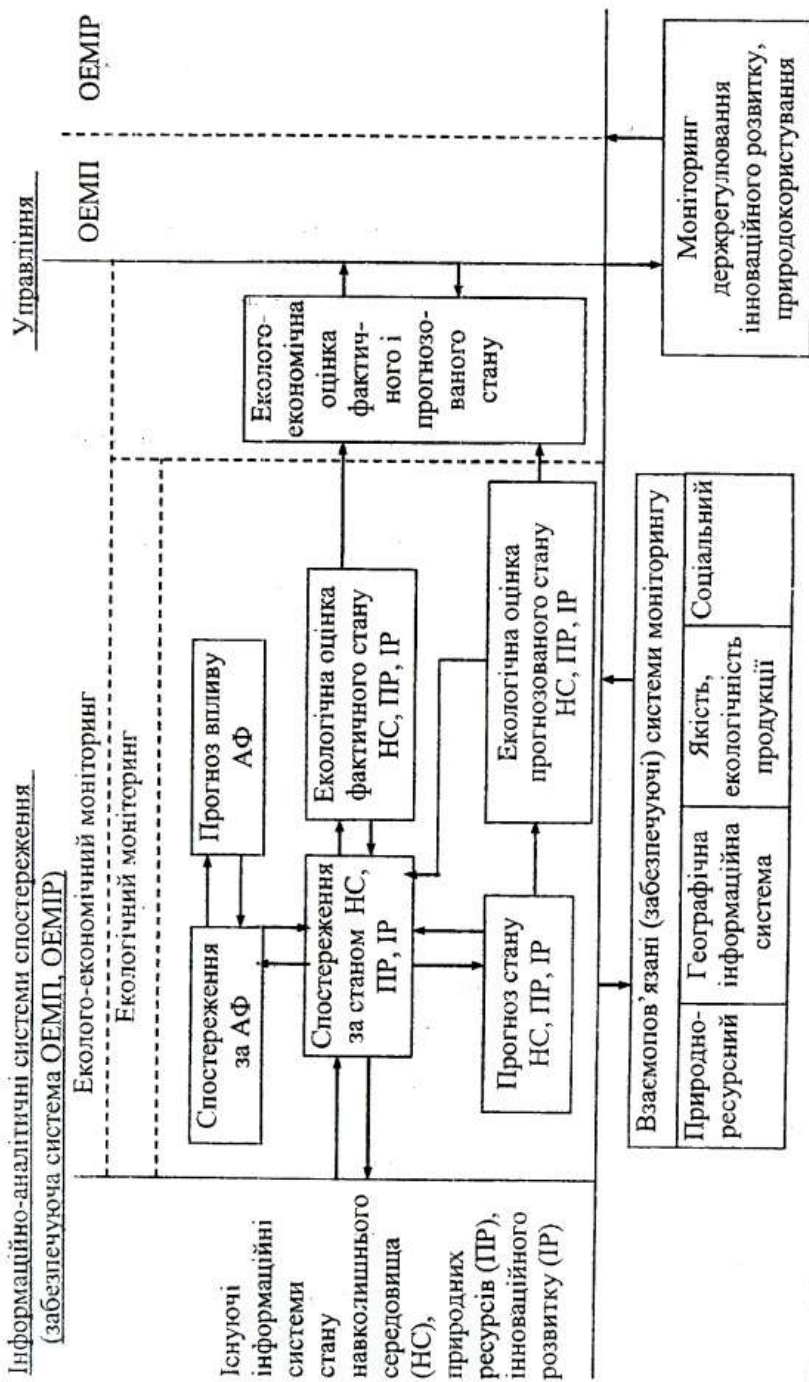 Інформаційно-аналітичні системи спостереження
(забезпечуюча система ОЕМП, ОЕМІР)
Управління
Еколого-економічний моніторинг
ОЕМП
ОЕМІР
Екологічний моніторинг
Існуючі
інформаційні
системи
стану
навколишнього
середовища
(НС),
природних
ресурсів (ПР),
інноваційного
розвитку (ІР)
Спостереження
за АФ
Прогноз впливу
АФ
Спостереження
за станом НС,
ПР, ІР
Екологічна оцінка
фактичного стану
НС, ПР, ІР
Еколого-
економічна
оцінка
фактич-
ного і
прогнозо-
ваного
стану
Прогноз стану
НС, ПР, ІР
Екологічна оцінка
прогнозованого стану
НС, ПР, ІР
Взаємопов’язані (забезпечуючі) системи моніторингу
Природно-
ресурсний
Географічна
інформаційна
система
Якість,
екологічність
продукції
Соціальний
Моніторинг
держрегулювання
інноваційного розвитку,
природокористування